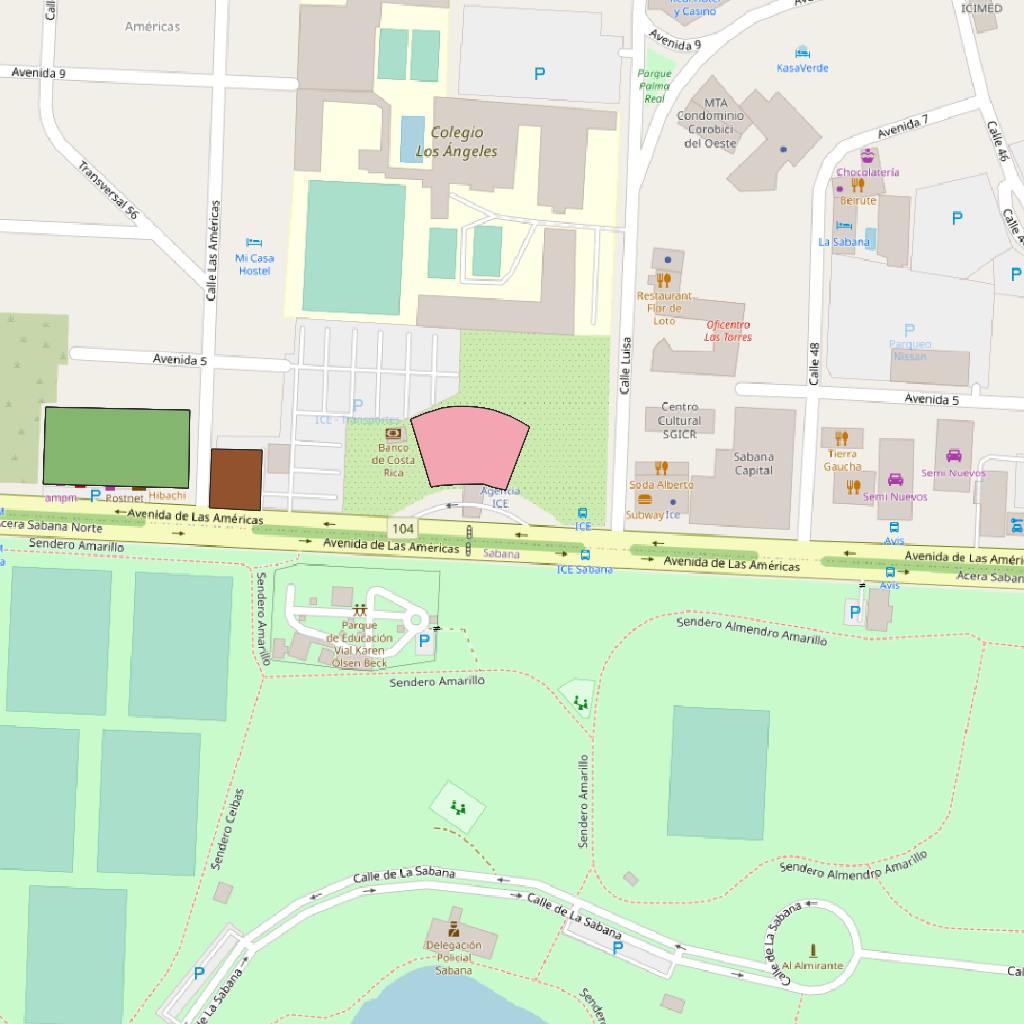 Calle
y Casino
ICIMED
Américas
Avenida 9
Avenida 9
KasaVerde
Parque
Palma
Real
MTA
Condominio
Corobicí
del Oeste
P
Avenida 7
Calle 46
Colegio
Los Ángeles
Chocolatería
Beirute
Transversal 56
P
Calle Las Américas
La Sabana
Mi Casa
Hostel
P
Restaurant
Flor de
Loto
Oficentro
Las Torres
P
Parqueo
Nissan
Avenida 5
Calle Luisa
Calle 48
Avenida 5
P
ICE - Transportes
Centro
Cultural
SGICR
Banco
de Costa
Rica
Sabana
Capital
Tierra
Gaucha
Semi Nuevos
Soda Alberto
Semi Nuevos
ampm
P
Postnet
Hibachi
Agencia
ICE
Subway
Ice
Avenida de Las Américas
ICE
104
Avis
Acera Sabana Norte
Sendero Amarillo
Avenida de Las Américas
Sabana
ICE Sabana
Avenida de Las Américas
Avenida de Las Améri
Acera Saban
Avis
Sendero Amarillo
P
Parque
de Educación
Vial Karen
Olsen Beck
P
Sendero Almendro Amarillo
Sendero Amarillo
Sendero Amarillo
Sendero Ceibas
Sendero Almendro Amarillo
Calle de La Sabana
Calle de La Sabana
Calle de La Sabana
P
Delegación
Policial
Sabana
P
Al Almirante
Cal
lle de La Sabana
Sendero